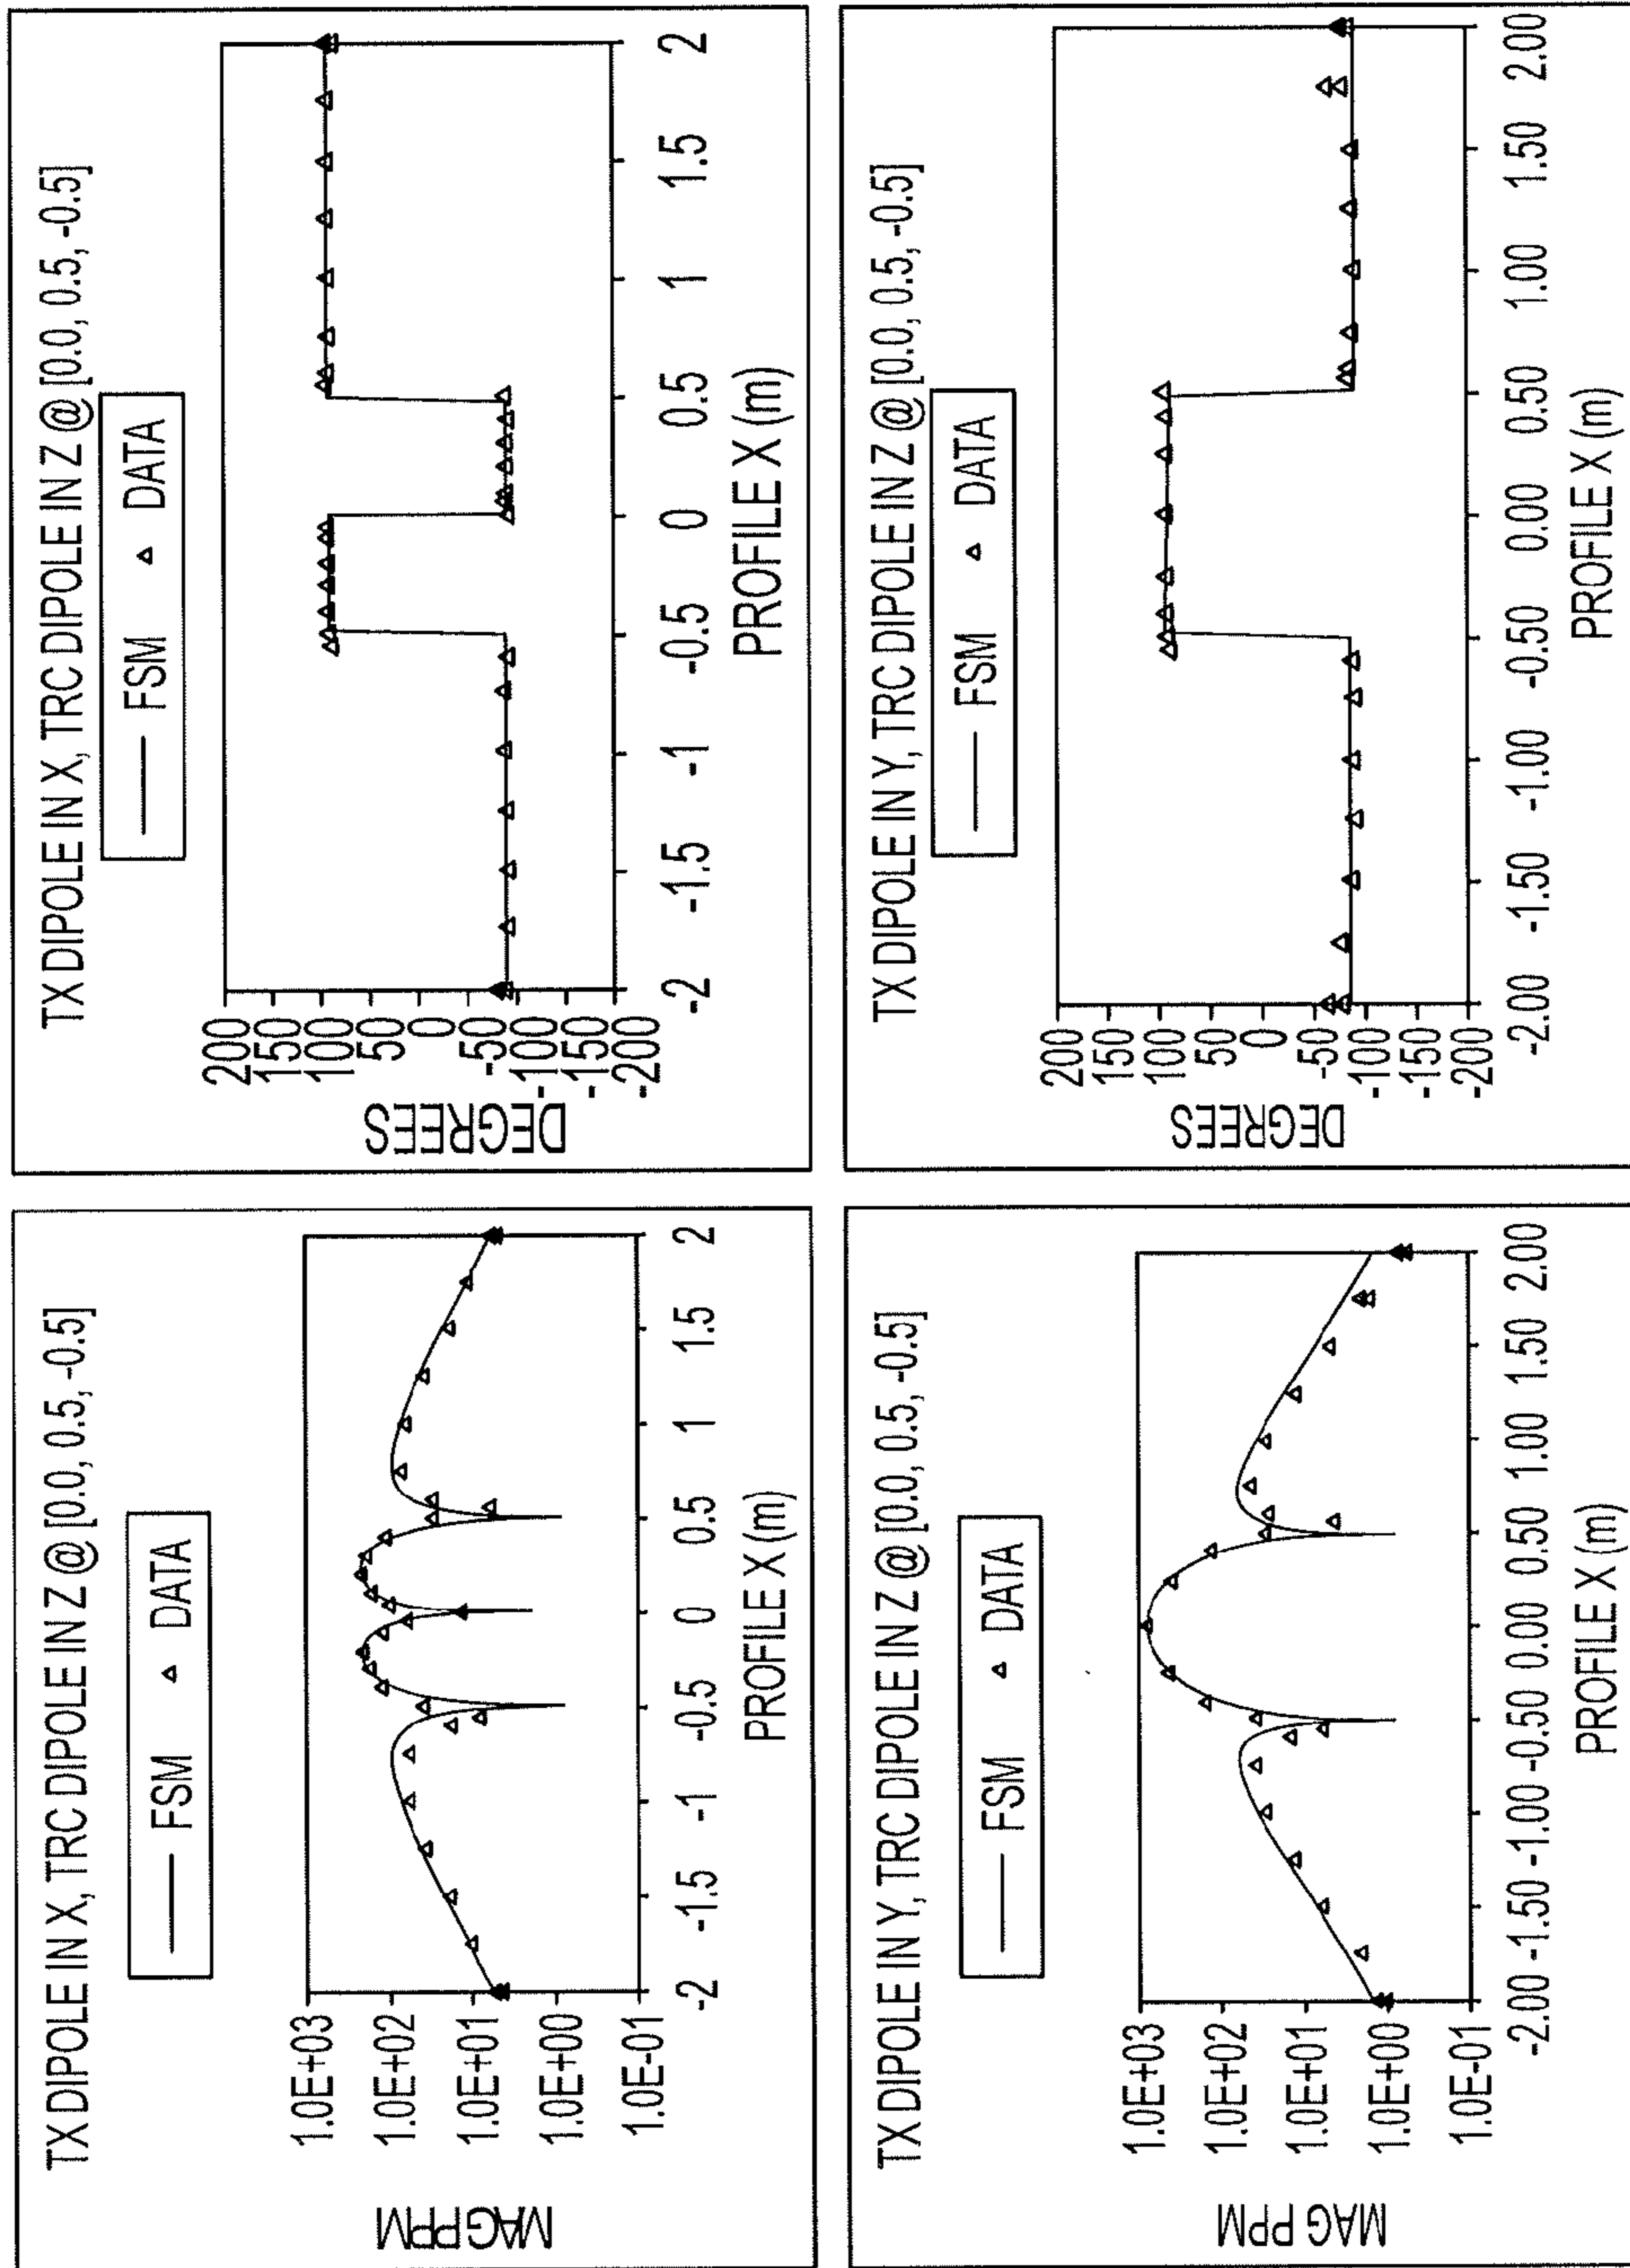 TX DIPOLE IN X, TRC DIPOLE IN Z @ [0.0, 0.5, -0.5]
FSM DATA
MAG PPM
1.0E+03
1.0E+02
1.0E+01
1.0E+00
1.0E-01
-2 -1.5 -1 -0.5 0 0.5 1 1.5 2
PROFILE X (m)
TX DIPOLE IN X, TRC DIPOLE IN Z @ [0.0, 0.5, -0.5]
FSM DATA
DEGREES
200
150
100
50
0
-50
-100
-150
-200
-2 -1.5 -1 -0.5 0 0.5 1 1.5 2
PROFILE X (m)
TX DIPOLE IN Y, TRC DIPOLE IN Z @ [0.0, 0.5, -0.5]
FSM DATA
MAG PPM
1.0E+03
1.0E+02
1.0E+01
1.0E+00
1.0E-01
-2.00 -1.50 -1.00 -0.50 0.00 0.50 1.00 1.50 2.00
PROFILE X (m)
TX DIPOLE IN Y, TRC DIPOLE IN Z @ [0.0, 0.5, -0.5]
FSM DATA
DEGREES
200
150
100
50
0
-50
-100
-150
-200
-2.00 -1.50 -1.00 -0.50 0.00 0.50 1.00 1.50 2.00
PROFILE X (m)